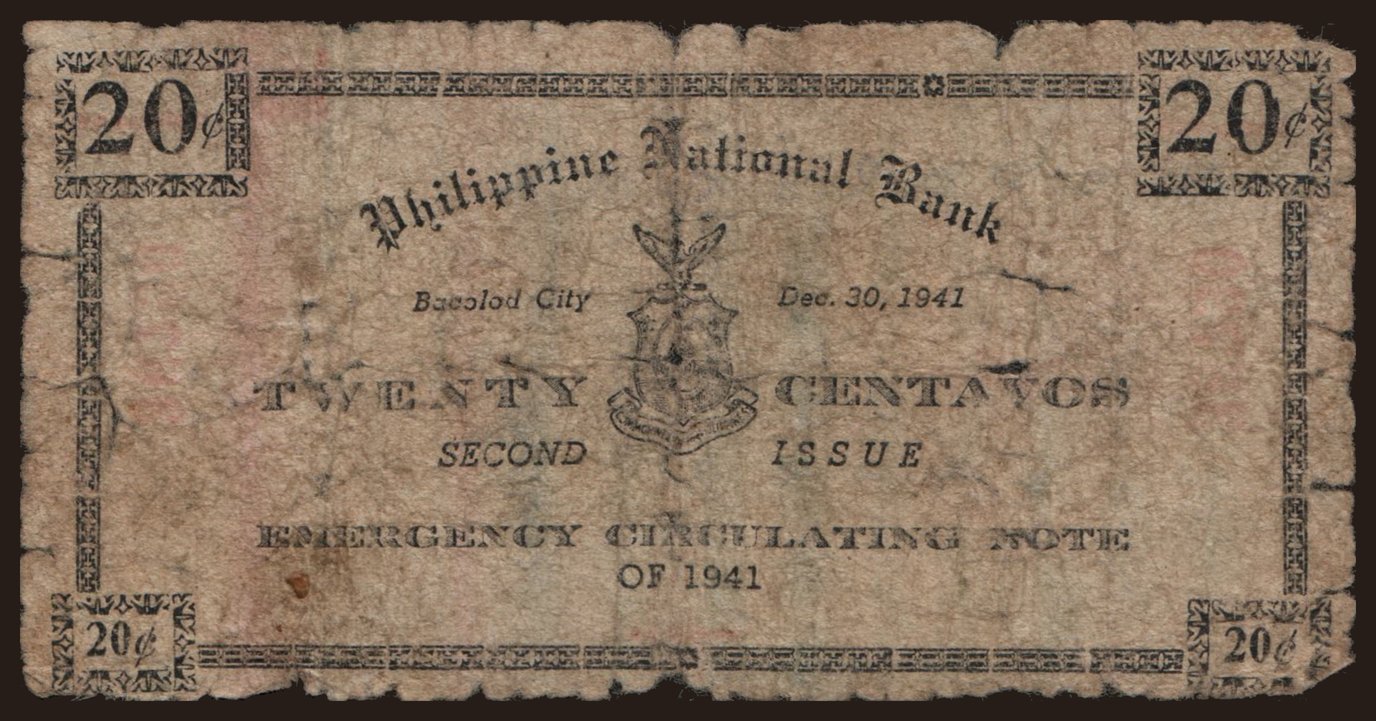 20¢ 20¢
Philippine National Bank
Bacolod City Dec. 30, 1941
TWENTY CENTAVOS
SECOND ISSUE
EMERGENCY CIRCULATING NOTE
OF 1941
20¢ 20¢